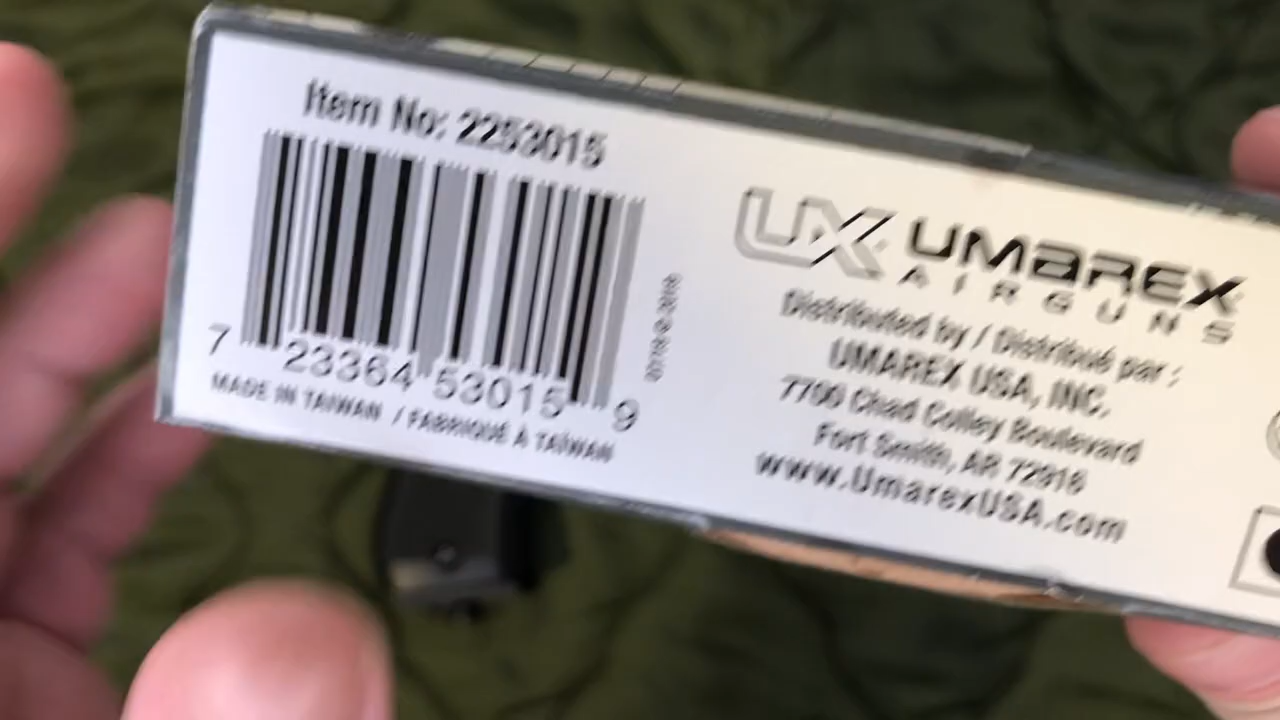 Item No: 2253015
7 23364 53015 9
MADE IN TAIWAN / FABRIQUÉ À TAÏWAN
UX UMAREX
AIRGUNS
Distributed by / Distribué par :
UMAREX USA, INC.
7700 Chad Colley Boulevard
Fort Smith, AR 72916
www.UmarexUSA.com